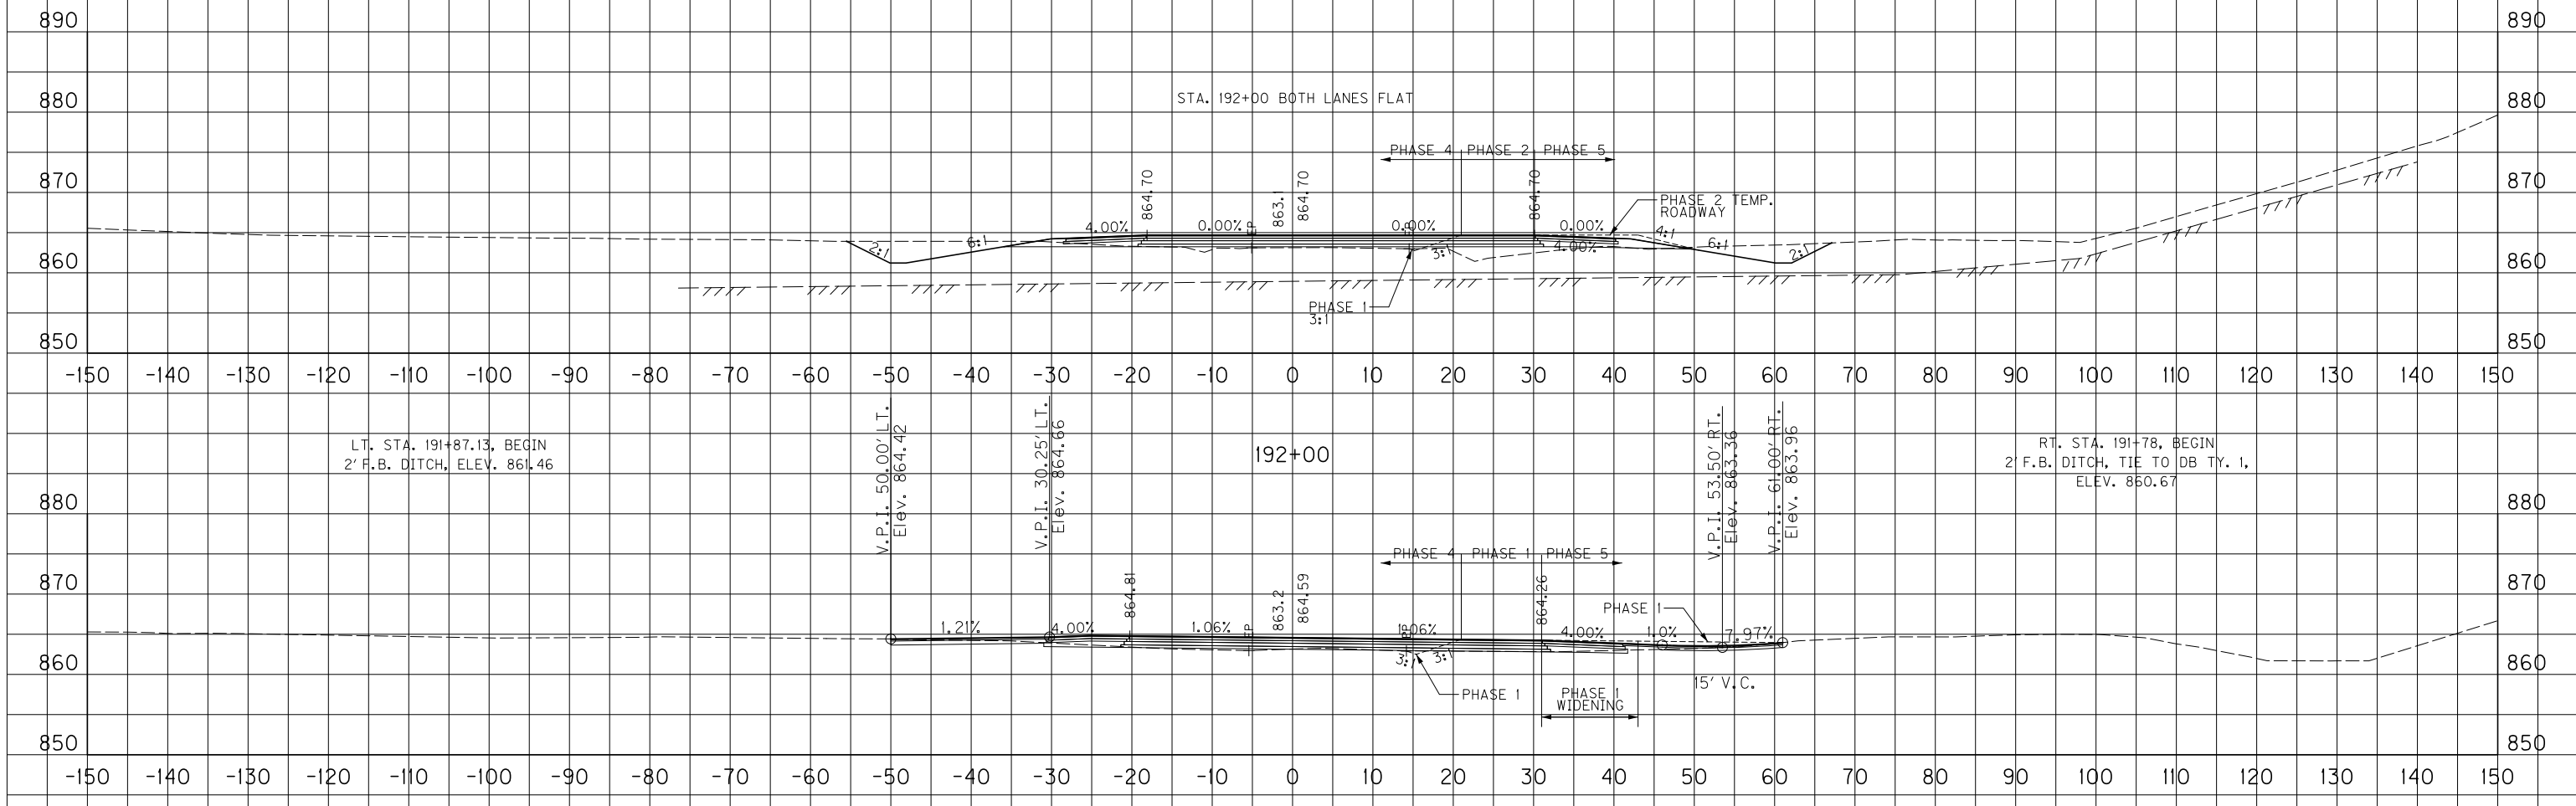 890 890
880 880
STA. 192+00 BOTH LANES FLAT
PHASE 4 PHASE 2 PHASE 5
870 870
864.70 863.1 864.70 864.70
PHASE 2 TEMP.
ROADWAY
4.00% 0.00% EP 0.00% EP 0.00% 4:1
2:1 6:1 3:1 4.00% 6:1 2:1
860 860
PHASE 1
3:1
850 850
-150 -140 -130 -120 -110 -100 -90 -80 -70 -60 -50 -40 -30 -20 -10 0 10 20 30 40 50 60 70 80 90 100 110 120 130 140 150
V.P.I. 50.00' LT.
Elev. 864.42
V.P.I. 30.25' LT.
Elev. 864.66
V.P.I. 53.50' RT.
Elev. 863.36
V.P.I. 61.00' RT.
Elev. 863.96
LT. STA. 191+87.13, BEGIN
2' F.B. DITCH, ELEV. 861.46
192+00
RT. STA. 191+78, BEGIN
2' F.B. DITCH, TIE TO DB TY. 1,
ELEV. 860.67
890 890
880 880
PHASE 4 PHASE 1 PHASE 5
870 870
864.81 863.2 864.59 864.26
PHASE 1
1.21% 4.00% 1.06% EP 1.06% EP 4.00% 1.0% 7.97%
3:1 3:1
860 860
PHASE 1
15' V.C.
PHASE 1
WIDENING
850 850
-150 -140 -130 -120 -110 -100 -90 -80 -70 -60 -50 -40 -30 -20 -10 0 10 20 30 40 50 60 70 80 90 100 110 120 130 140 150